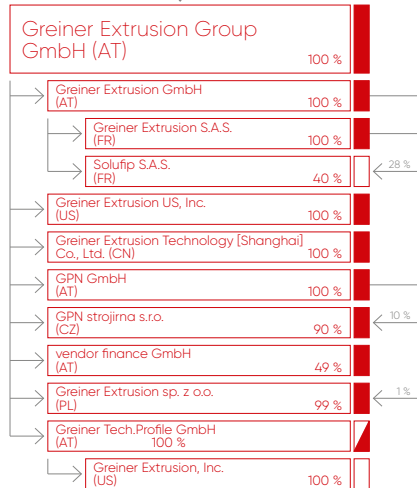 Greiner Extrusion Group
GmbH (AT)
100 %
Greiner Extrusion GmbH
(AT)
100 %
Greiner Extrusion S.A.S.
(FR)
100 %
Solufip S.A.S.
(FR)
40 %
28 %
Greiner Extrusion US, Inc.
(US)
100 %
Greiner Extrusion Technology [Shanghai]
Co., Ltd. (CN)
100 %
GPN GmbH
(AT)
100 %
GPN strojirna s.r.o.
(CZ)
90 %
10 %
vendor finance GmbH
(AT)
49 %
Greiner Extrusion sp. z o.o.
(PL)
99 %
1 %
Greiner Tech.Profile GmbH
(AT)
100 %
Greiner Extrusion, Inc.
(US)
100 %